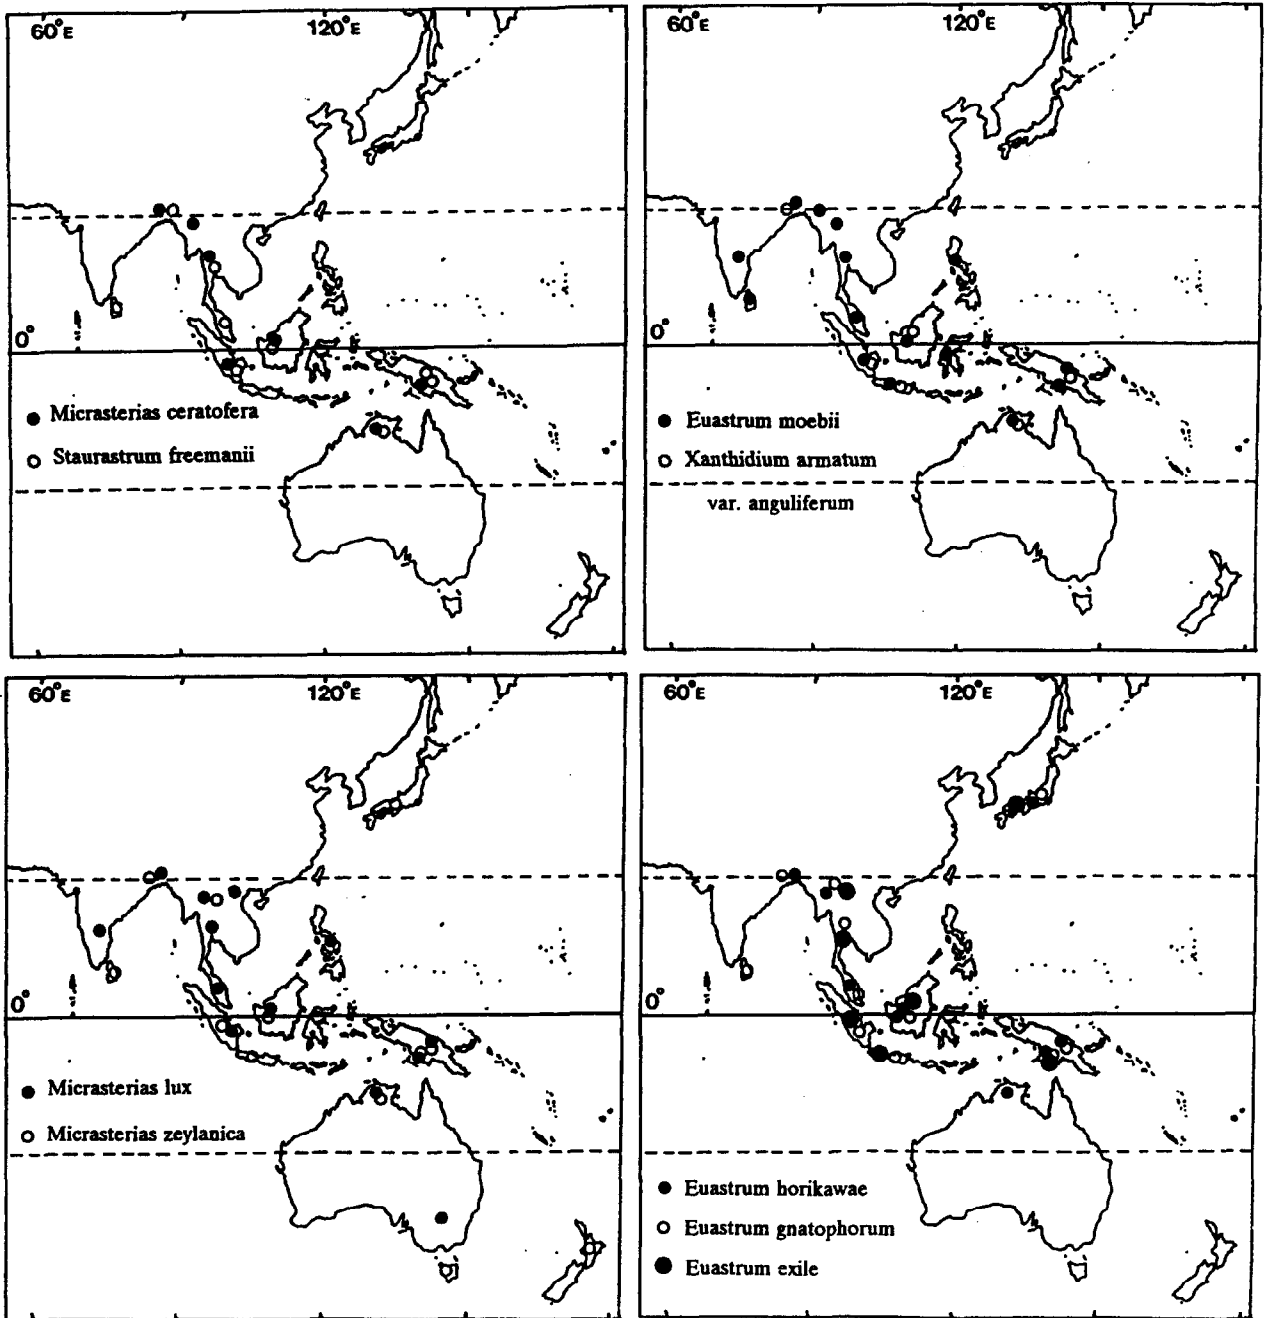 60°E
120°E
0°
Micrasterias ceratofera
Staurastrum freemanii
60°E
120°E
0°
Euastrum moebii
Xanthidium armatum
var. anguliferum
60°E
120°E
0°
Micrasterias lux
Micrasterias zeylanica
60°E
120°E
0°
Euastrum horikawae
Euastrum gnatophorum
Euastrum exile